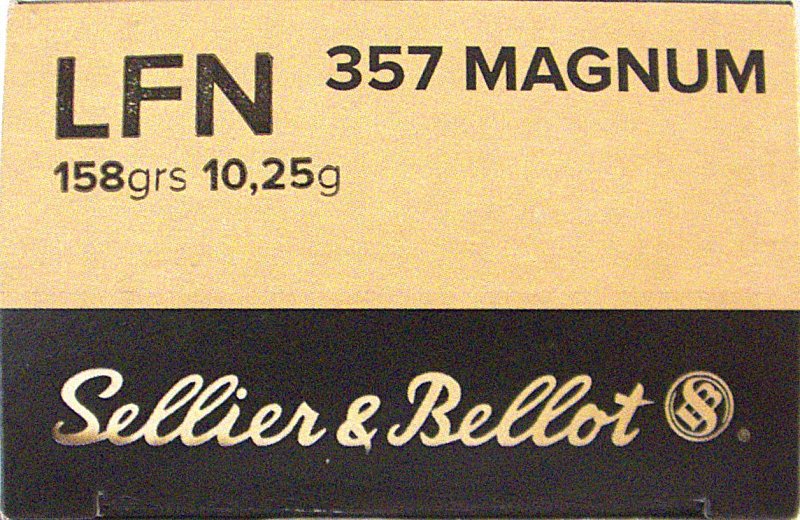 LFN 357 MAGNUM
158grs 10,25g
Sellier & Bellot